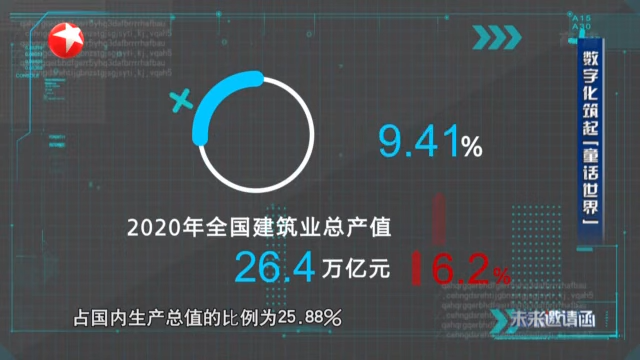 A15
A20
数字化筑起「童话世界」
9.41%
2020年全国建筑业总产值
26.4万亿元
6.2%
占国内生产总值的比例为25.88%
未来邀请函